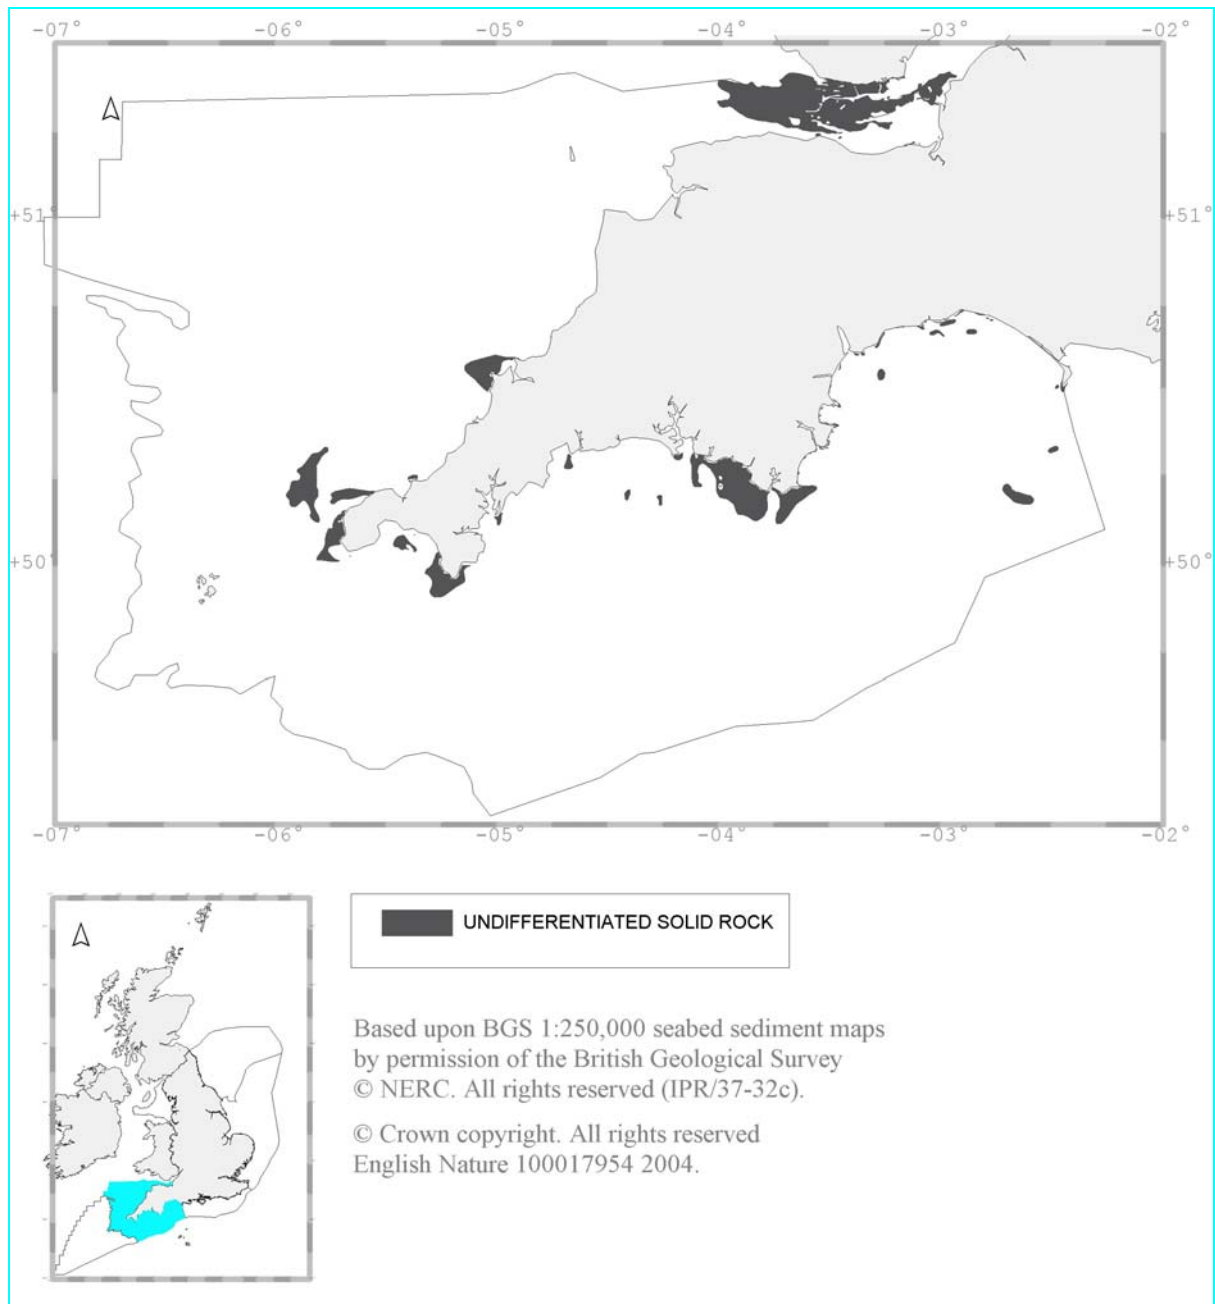 -07° -06° -05° -04° -03° -02°
+51° +51°
+50° +50°
-07° -06° -05° -04° -03° -02°
UNDIFFERENTIATED SOLID ROCK
Based upon BGS 1:250,000 seabed sediment maps
by permission of the British Geological Survey
© NERC. All rights reserved (IPR/37-32c).
© Crown copyright. All rights reserved
English Nature 100017954 2004.